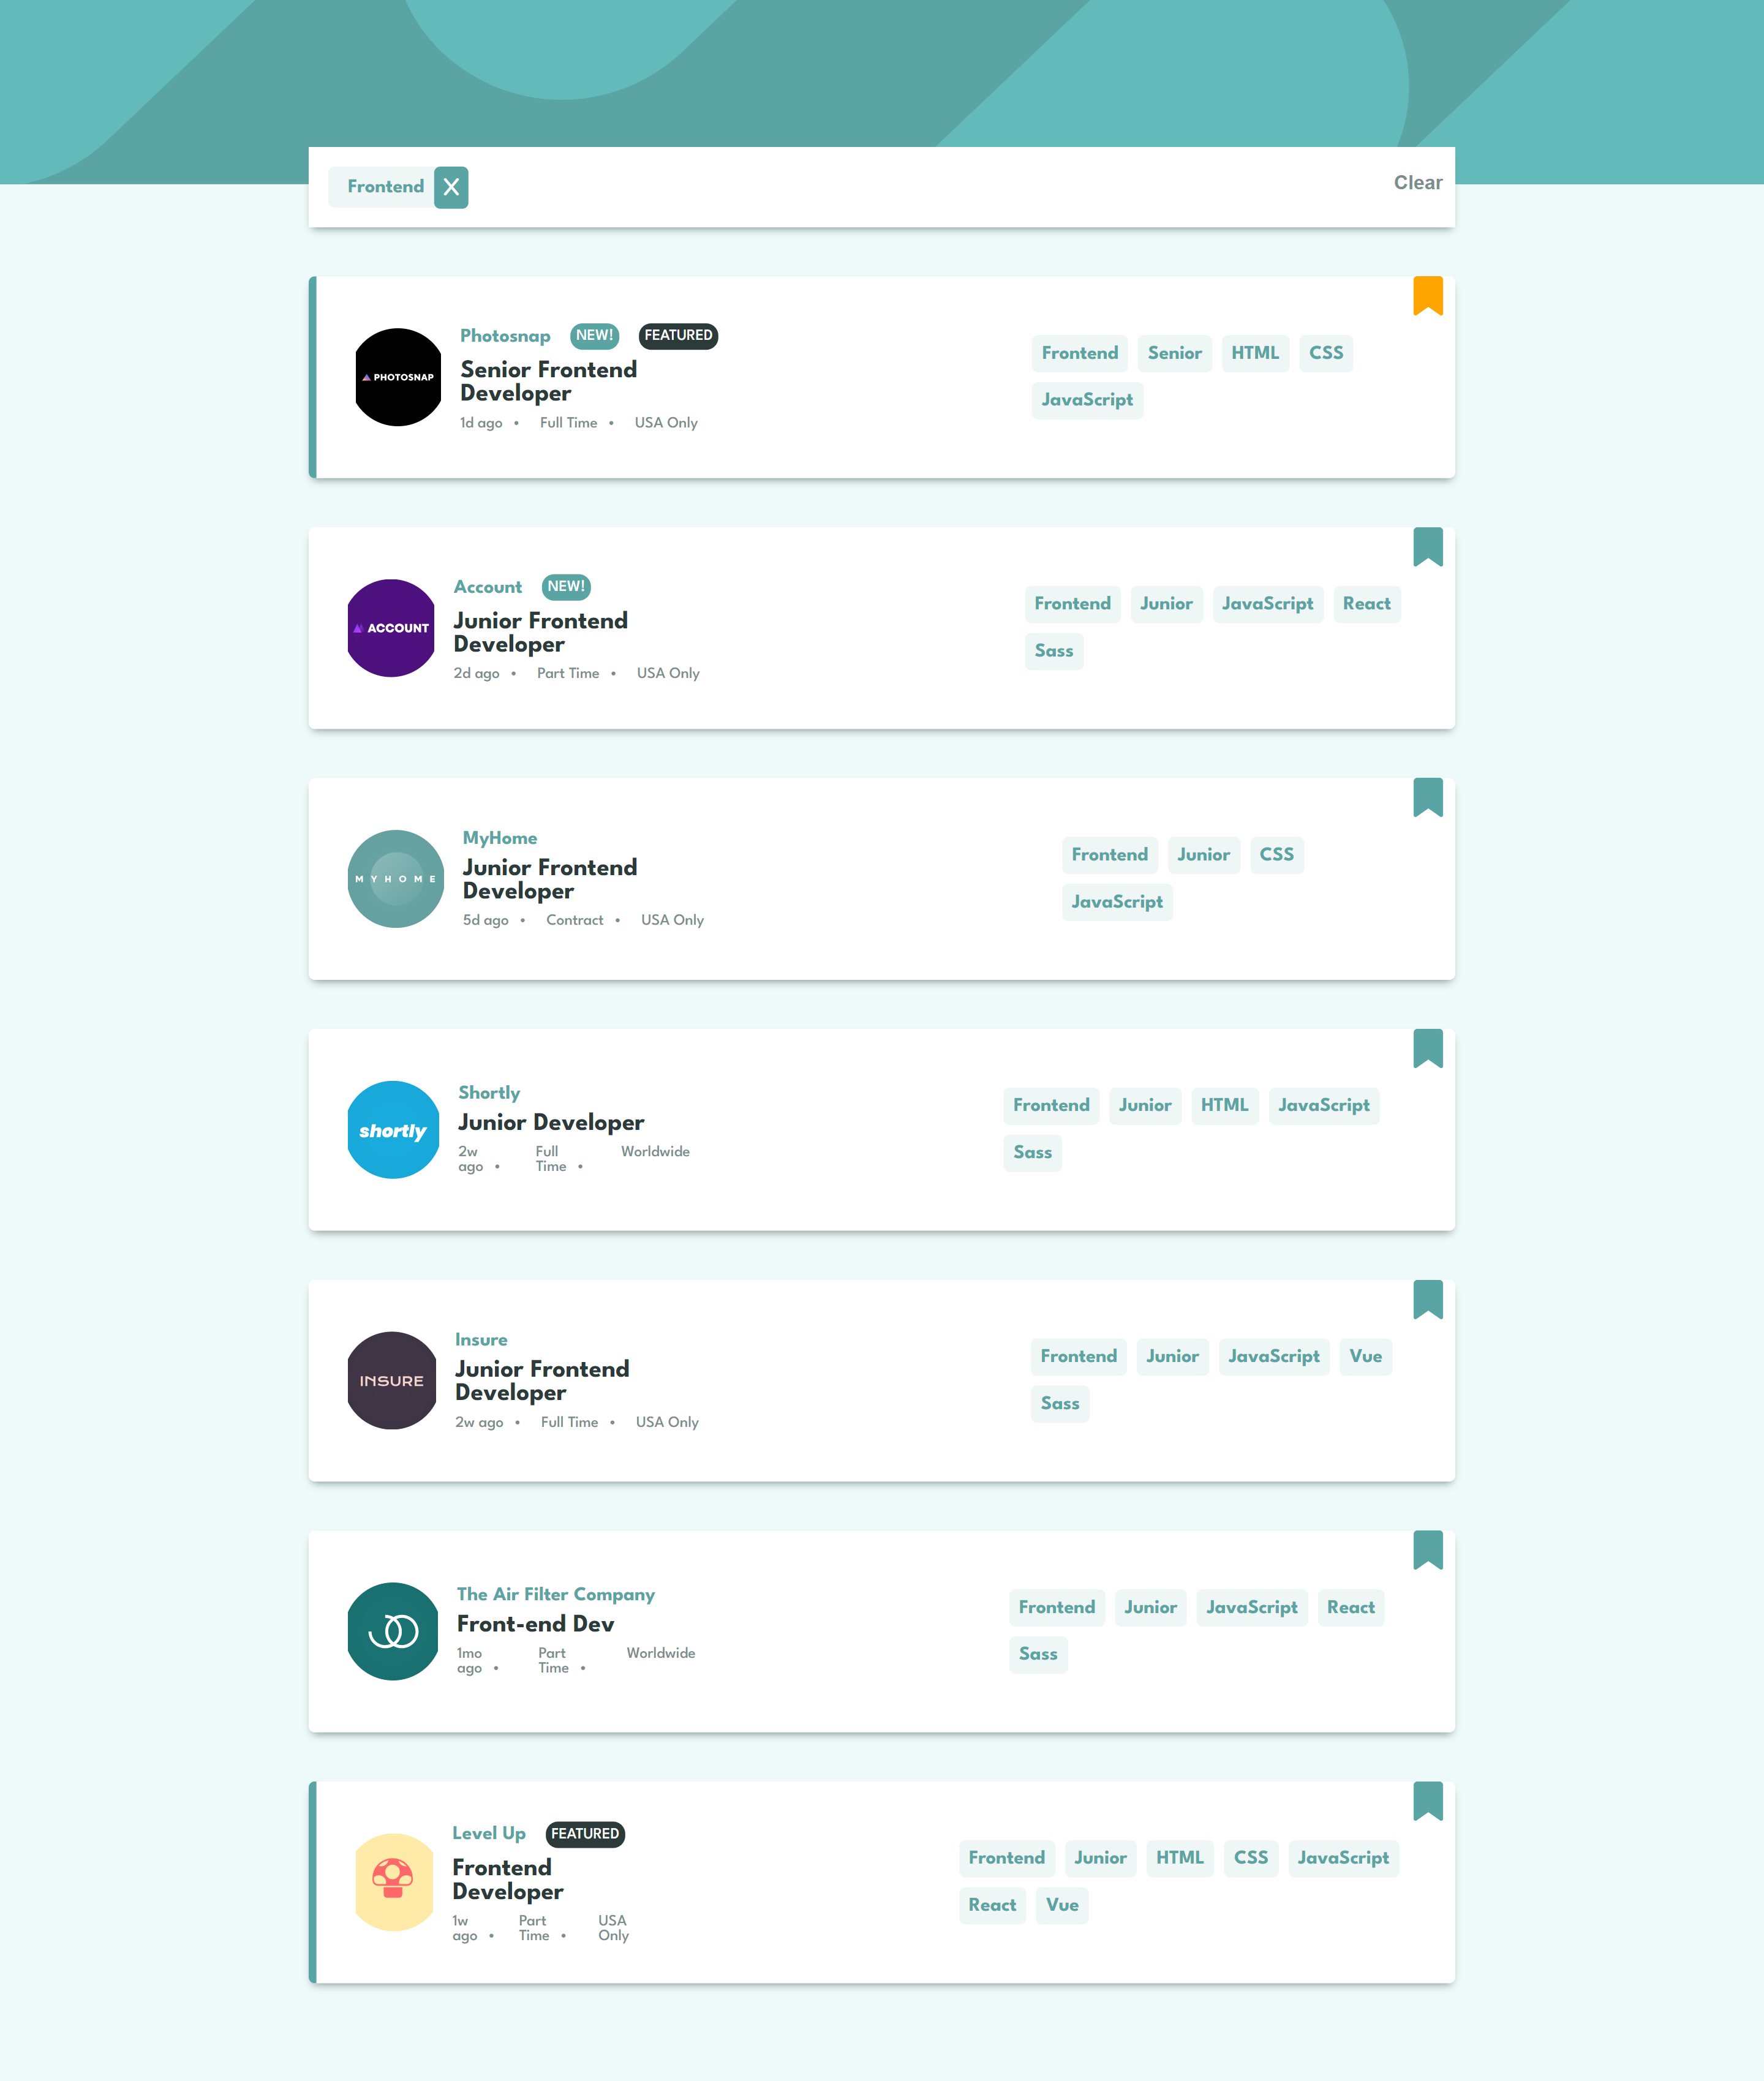 Frontend X Clear
PHOTOSNAP
Photosnap NEW! FEATURED
Senior Frontend
Developer
1d ago • Full Time • USA Only
Frontend Senior HTML CSS
JavaScript
ACCOUNT
Account NEW!
Junior Frontend
Developer
2d ago • Part Time • USA Only
Frontend Junior JavaScript React
Sass
MYHOME
MyHome
Junior Frontend
Developer
5d ago • Contract • USA Only
Frontend Junior CSS
JavaScript
shortly
Shortly
Junior Developer
2w
ago •
Full
Time •
Worldwide
Frontend Junior HTML JavaScript
Sass
INSURE
Insure
Junior Frontend
Developer
2w ago • Full Time • USA Only
Frontend Junior JavaScript Vue
Sass
The Air Filter Company
Front-end Dev
1mo
ago •
Part
Time •
Worldwide
Frontend Junior JavaScript React
Sass
Level Up FEATURED
Frontend
Developer
1w
ago •
Part
Time •
USA
Only
Frontend Junior HTML CSS JavaScript
React Vue